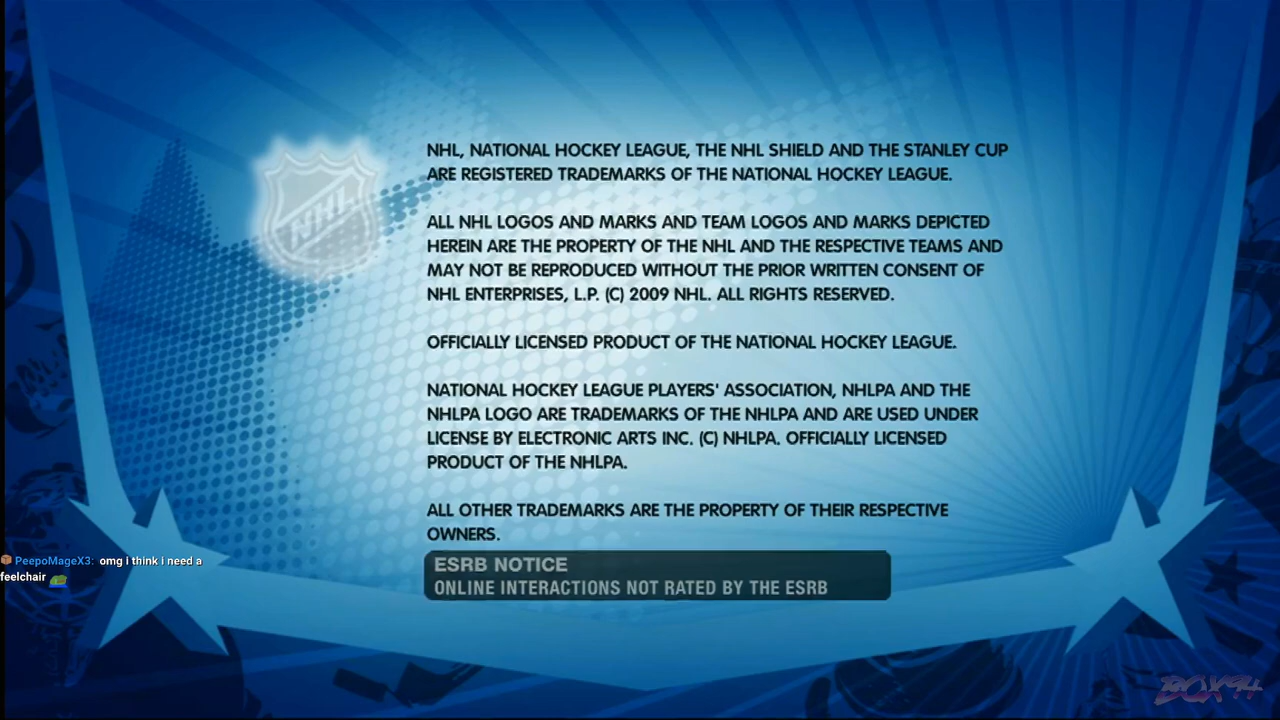 NHL
NHL, NATIONAL HOCKEY LEAGUE, THE NHL SHIELD AND THE STANLEY CUP
ARE REGISTERED TRADEMARKS OF THE NATIONAL HOCKEY LEAGUE.
ALL NHL LOGOS AND MARKS AND TEAM LOGOS AND MARKS DEPICTED
HEREIN ARE THE PROPERTY OF THE NHL AND THE RESPECTIVE TEAMS AND
MAY NOT BE REPRODUCED WITHOUT THE PRIOR WRITTEN CONSENT OF
NHL ENTERPRISES, L.P. (C) 2009 NHL. ALL RIGHTS RESERVED.
OFFICIALLY LICENSED PRODUCT OF THE NATIONAL HOCKEY LEAGUE.
NATIONAL HOCKEY LEAGUE PLAYERS' ASSOCIATION, NHLPA AND THE
NHLPA LOGO ARE TRADEMARKS OF THE NHLPA AND ARE USED UNDER
LICENSE BY ELECTRONIC ARTS INC. (C) NHLPA. OFFICIALLY LICENSED
PRODUCT OF THE NHLPA.
ALL OTHER TRADEMARKS ARE THE PROPERTY OF THEIR RESPECTIVE
OWNERS.
PeepoMageX3: omg i think i need a
feelchair
ESRB NOTICE
ONLINE INTERACTIONS NOT RATED BY THE ESRB
BOX94